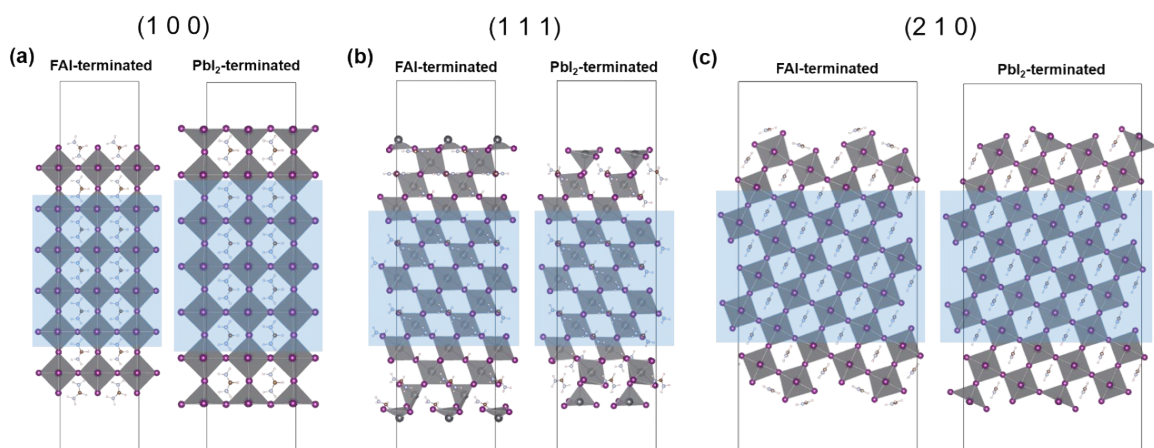 (1 0 0)
(1 1 1)
(2 1 0)
(a)
FAI-terminated
PbI₂-terminated
(b)
FAI-terminated
PbI₂-terminated
(c)
FAI-terminated
PbI₂-terminated